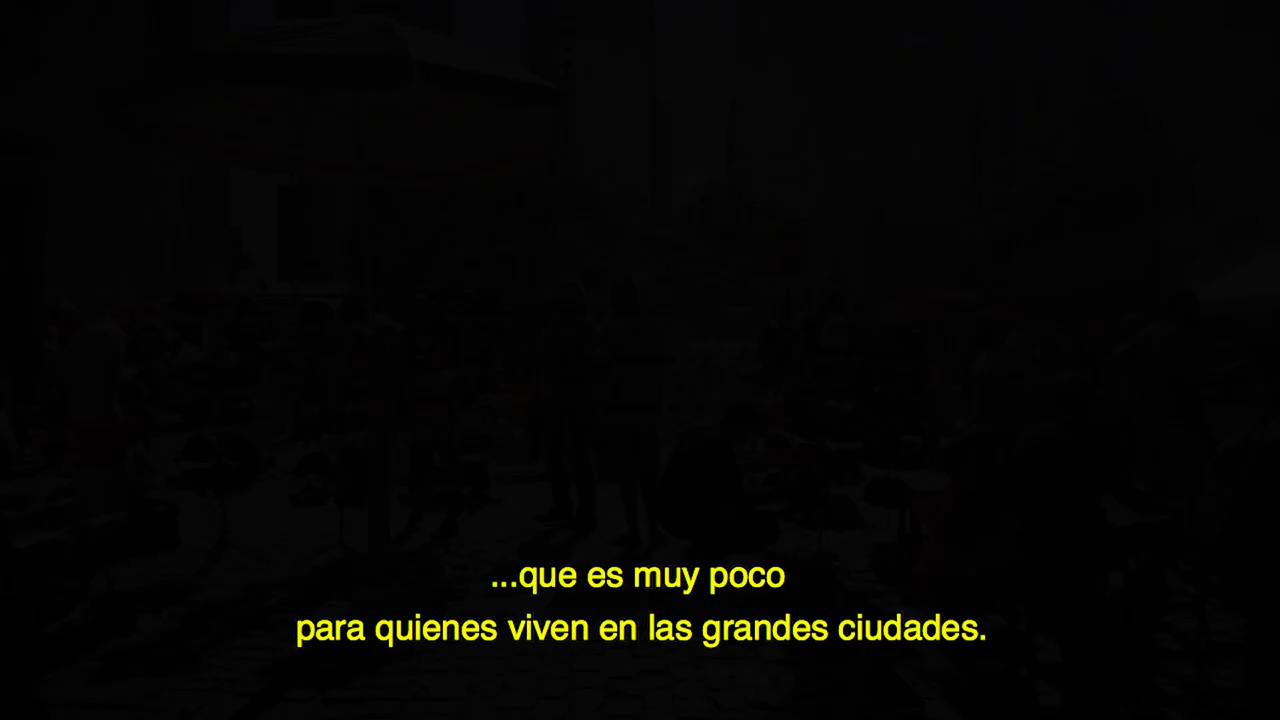 ...que es muy poco
para quienes viven en las grandes ciudades.